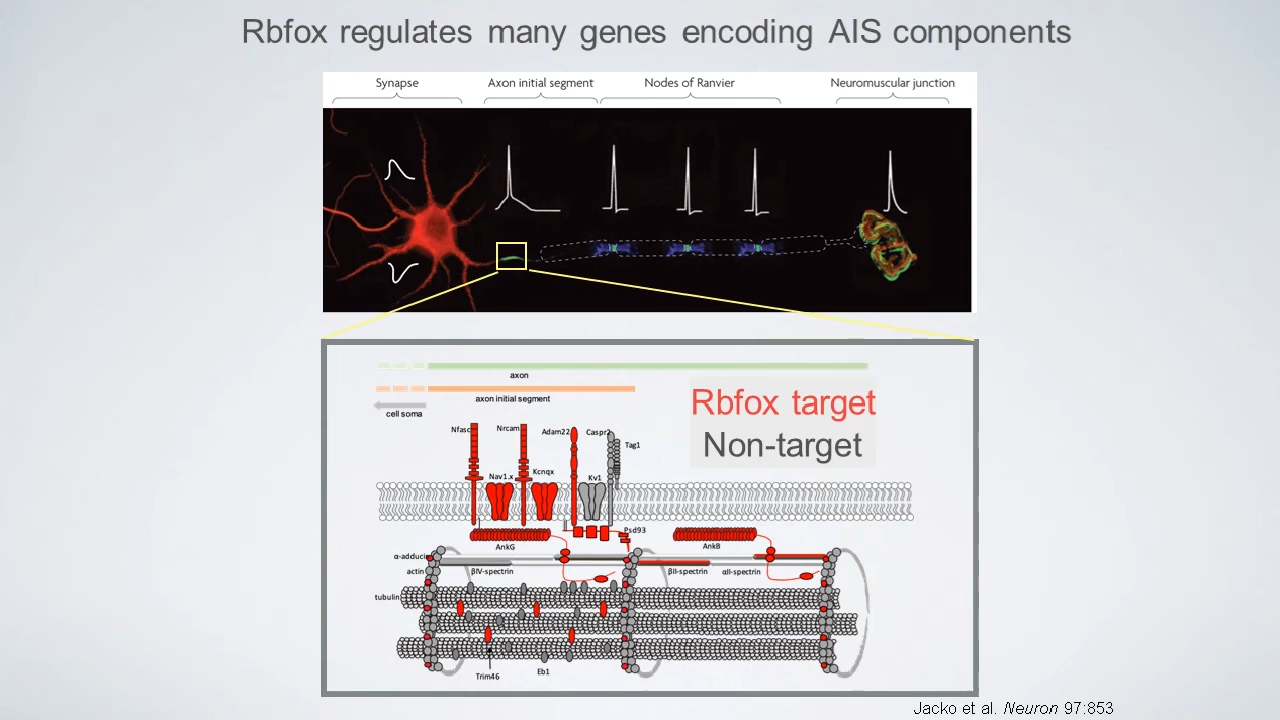 Rbfox regulates many genes encoding AIS components
Synapse
Axon initial segment
Nodes of Ranvier
Neuromuscular junction
axon
axon initial segment
cell soma
Rbfox target
Non-target
Nfasc
Nrcam
Adam22
Caspr2
Tag1
Nav1.x
Kcnqx
Kv1
Psd93
AnkG
AnkB
α-adducin
actin
βIV-spectrin
βII-spectrin
αII-spectrin
tubulin
Trim46
Eb1
Jacko et al. Neuron 97:853